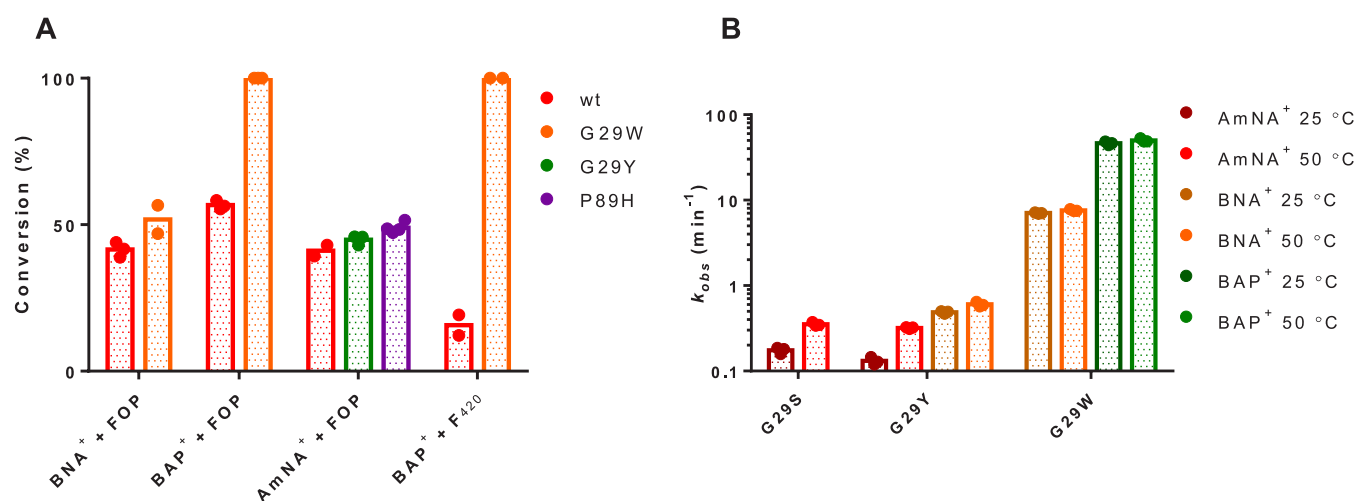 A
Conversion (%)
100
50
0
BNA⁺ + FOP
BAP⁺ + FOP
AmNA⁺ + FOP
BAP⁺ + F₄₂₀
wt
G29W
G29Y
P89H
B
k_obs (min⁻¹)
100
10
1
0.1
G29S
G29Y
G29W
AmNA⁺ 25 °C
AmNA⁺ 50 °C
BNA⁺ 25 °C
BNA⁺ 50 °C
BAP⁺ 25 °C
BAP⁺ 50 °C